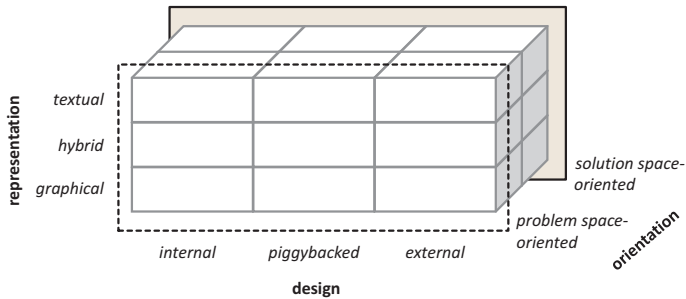 textual
hybrid
graphical
representation
internal piggybacked external
design
solution space-
oriented
problem space-
oriented
orientation